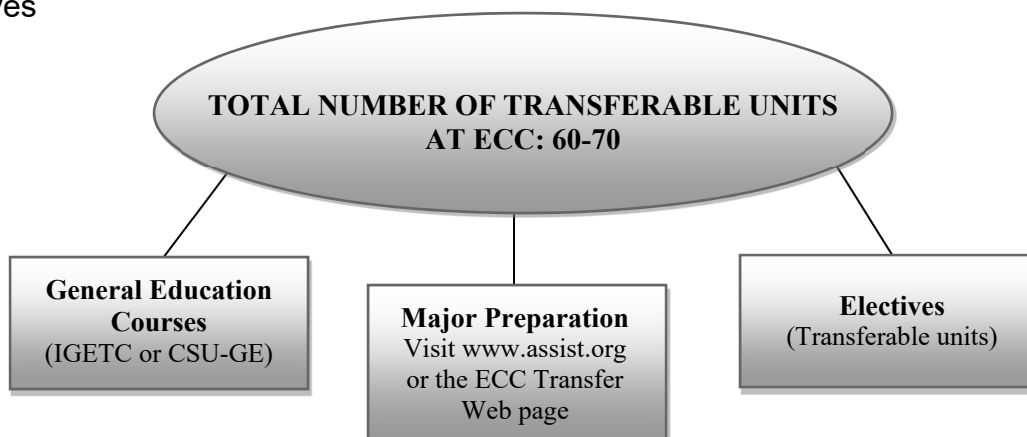 TOTAL NUMBER OF TRANSFERABLE UNITS
AT ECC: 60-70
General Education
Courses
(IGETC or CSU-GE)
Major Preparation
Visit www.assist.org
or the ECC Transfer
Web page
Electives
(Transferable units)